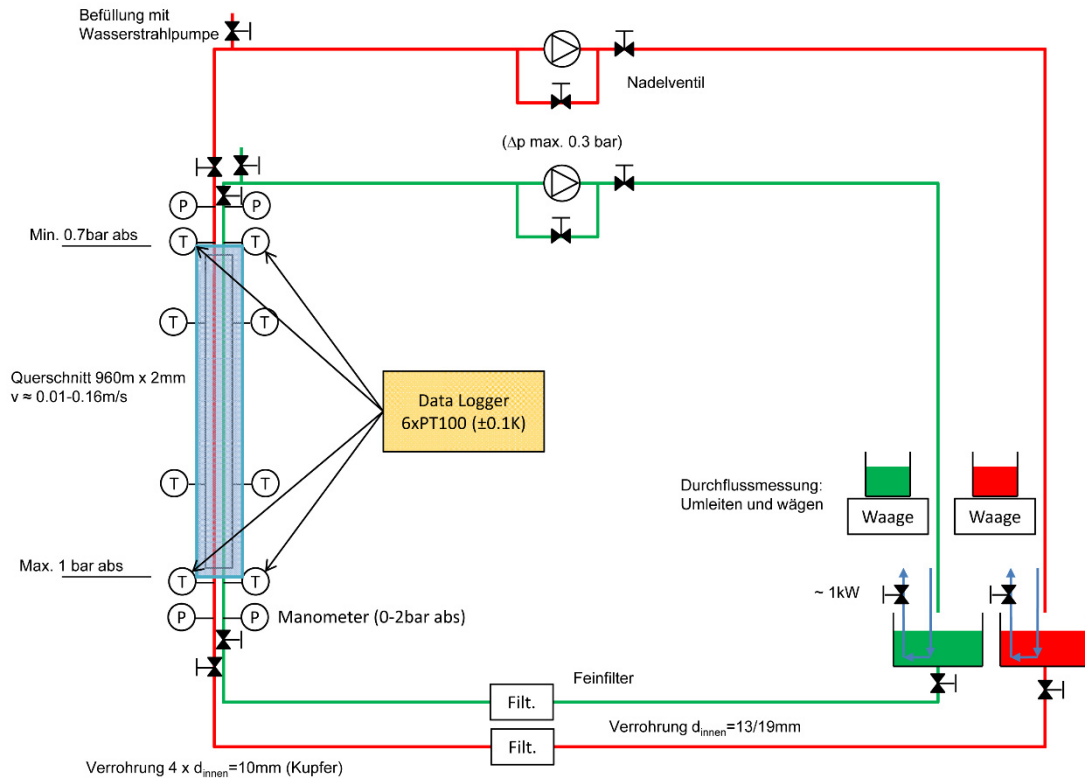 Befüllung mit
Wasserstrahlpumpe
Nadelventil
(Δp max. 0.3 bar)
P
P
Min. 0.7bar abs
T
T
T
T
Querschnitt 960m x 2mm
v ≈ 0.01-0.16m/s
Data Logger
6xPT100 (±0.1K)
T
T
Durchflussmessung:
Umleiten und wägen
Waage
Waage
Max. 1 bar abs
T
T
~ 1kW
P
P
Manometer (0-2bar abs)
Feinfilter
Filt.
Verrohrung dinnen=13/19mm
Filt.
Verrohrung 4 x dinnen=10mm (Kupfer)